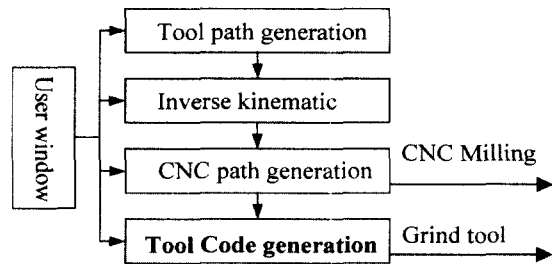 User window
Tool path generation
Inverse kinematic
CNC path generation
CNC Milling
Tool Code generation
Grind tool